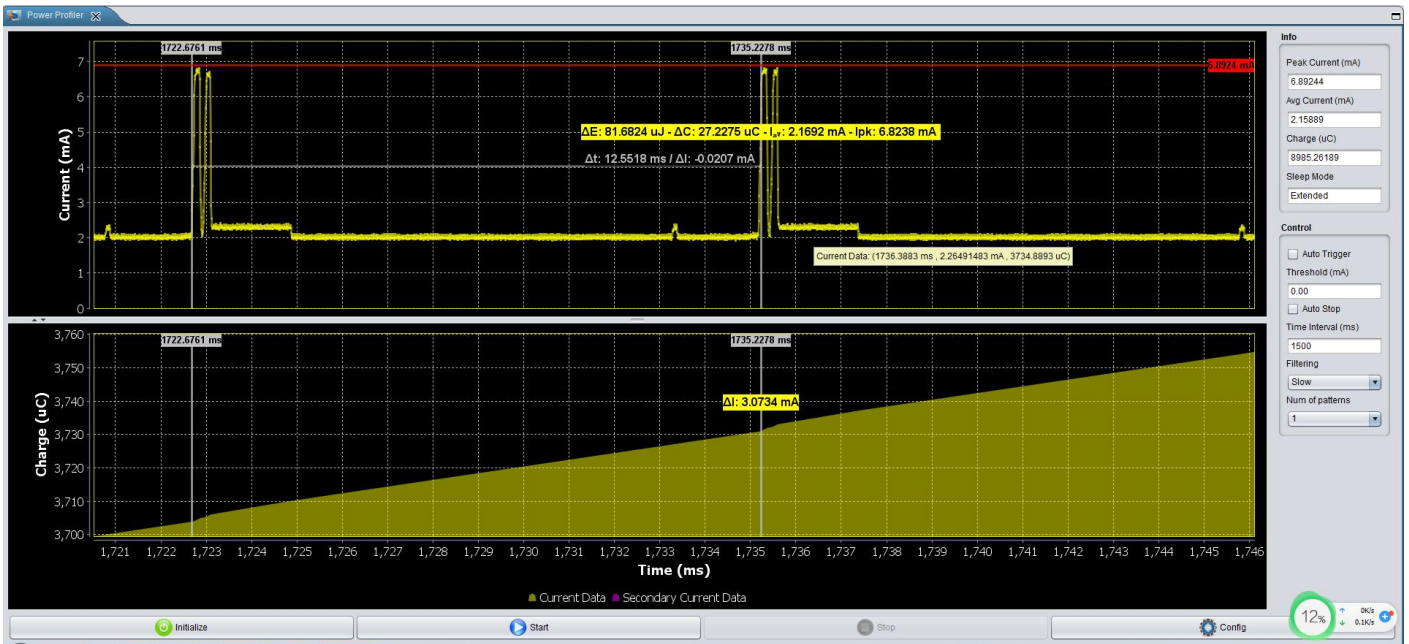 Power Profiler
1722.6761 ms
1735.2278 ms
7
6
5
4
3
2
1
0
Current (mA)
6.8924 mA
ΔE: 81.6824 uJ - ΔC: 27.2275 uC - Iₐᵥ: 2.1692 mA - Ipk: 6.8238 mA
Δt: 12.5518 ms / ΔI: -0.0207 mA
Current Data: (1736.3883 ms , 2.26491483 mA , 3734.8893 uC)
1722.6761 ms
1735.2278 ms
3,760
3,750
3,740
3,730
3,720
3,710
3,700
Charge (uC)
ΔI: 3.0734 mA
1,721 1,722 1,723 1,724 1,725 1,726 1,727 1,728 1,729 1,730 1,731 1,732 1,733 1,734 1,735 1,736 1,737 1,738 1,739 1,740 1,741 1,742 1,743 1,744 1,745 1,746
Time (ms)
Current Data Secondary Current Data
Info
Peak Current (mA)
6.89244
Avg Current (mA)
2.15889
Charge (uC)
8985.26189
Sleep Mode
Extended
Control
Auto Trigger
Threshold (mA)
0.00
Auto Stop
Time Interval (ms)
1500
Filtering
Slow
Num of patterns
1
Initialize
Start
Stop
Config
12%
0K/s
0.1K/s